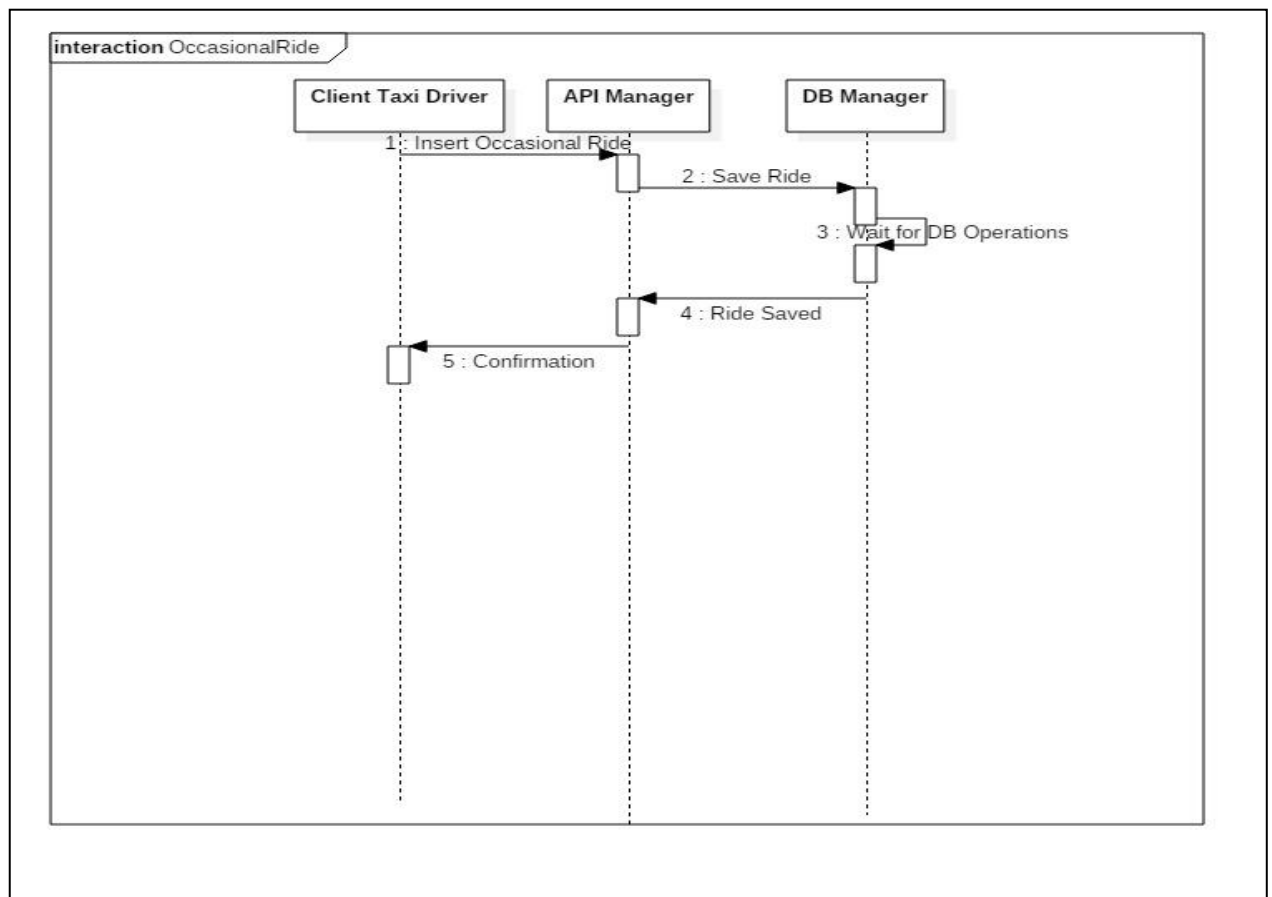 interaction OccasionalRide
Client Taxi Driver
API Manager
DB Manager
1 : Insert Occasional Ride
2 : Save Ride
3 : Wait for DB Operations
4 : Ride Saved
5 : Confirmation